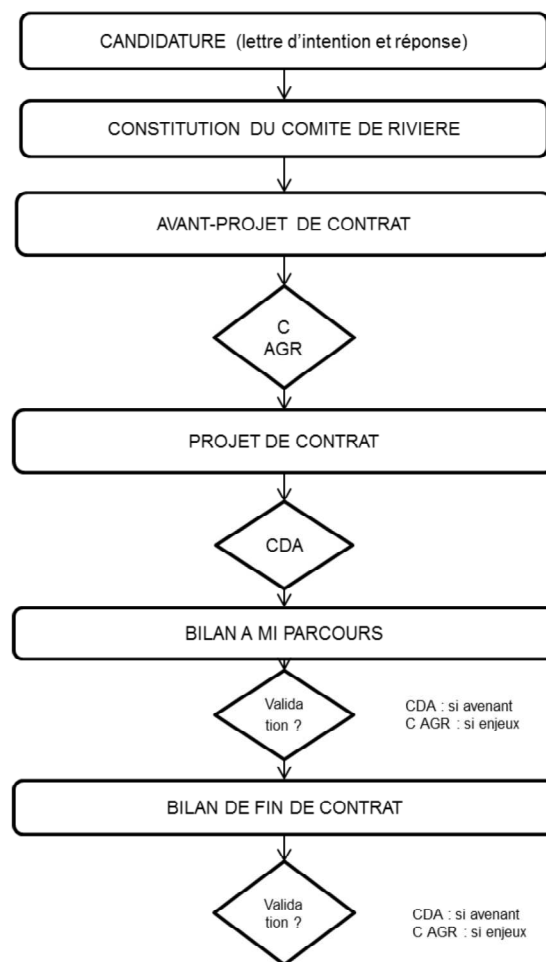 CANDIDATURE (lettre d’intention et réponse)
CONSTITUTION DU COMITE DE RIVIERE
AVANT-PROJET DE CONTRAT
C
AGR
PROJET DE CONTRAT
CDA
BILAN A MI PARCOURS
Valida
tion ?
CDA : si avenant
C AGR : si enjeux
BILAN DE FIN DE CONTRAT
Valida
tion ?
CDA : si avenant
C AGR : si enjeux